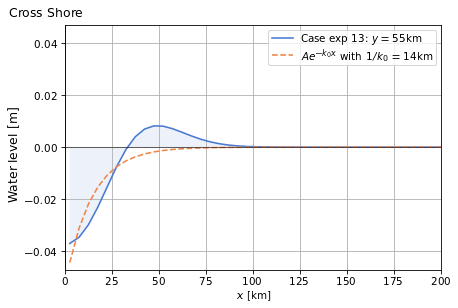 Cross Shore
Water level [m]
0.04
0.02
0.00
−0.02
−0.04
Case exp 13: y = 55km
Ae^{−k₀x} with 1/k₀ = 14km
0 25 50 75 100 125 150 175 200
x [km]